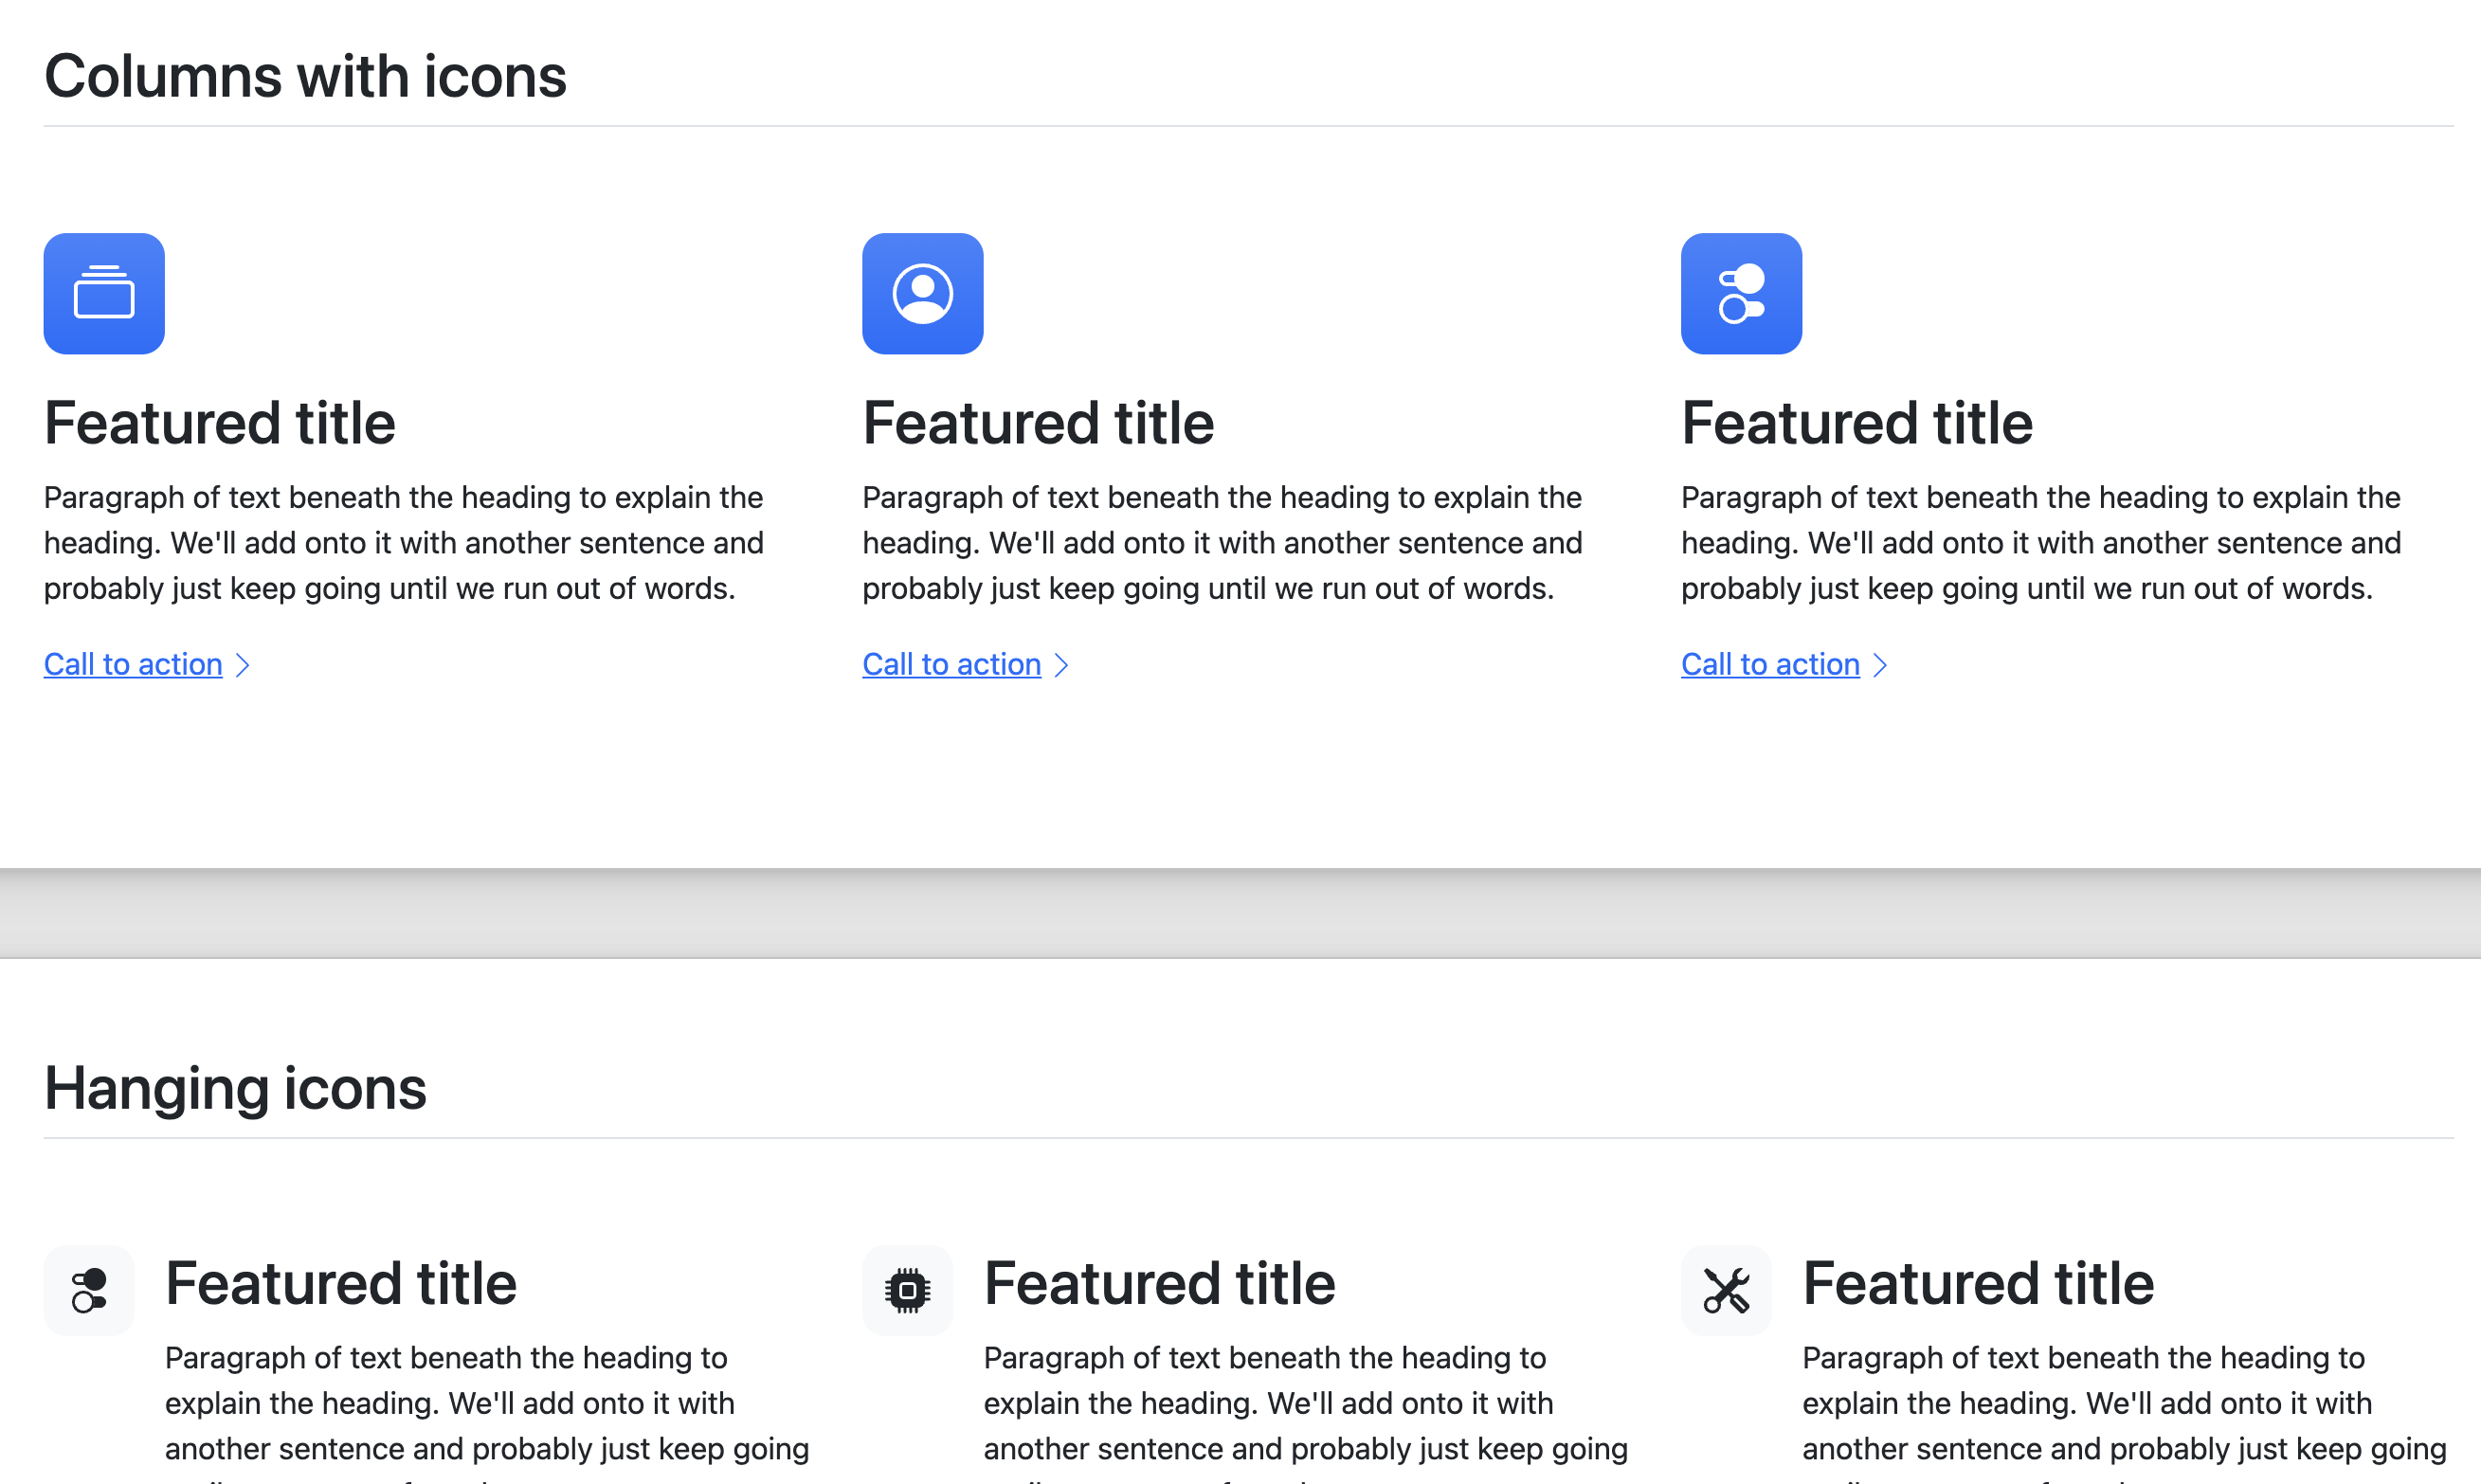 Columns with icons
Featured title
Paragraph of text beneath the heading to explain the
heading. We'll add onto it with another sentence and
probably just keep going until we run out of words.
Call to action
Featured title
Paragraph of text beneath the heading to explain the
heading. We'll add onto it with another sentence and
probably just keep going until we run out of words.
Call to action
Featured title
Paragraph of text beneath the heading to explain the
heading. We'll add onto it with another sentence and
probably just keep going until we run out of words.
Call to action
Hanging icons
Featured title
Paragraph of text beneath the heading to
explain the heading. We'll add onto it with
another sentence and probably just keep going
Featured title
Paragraph of text beneath the heading to
explain the heading. We'll add onto it with
another sentence and probably just keep going
Featured title
Paragraph of text beneath the heading to
explain the heading. We'll add onto it with
another sentence and probably just keep going